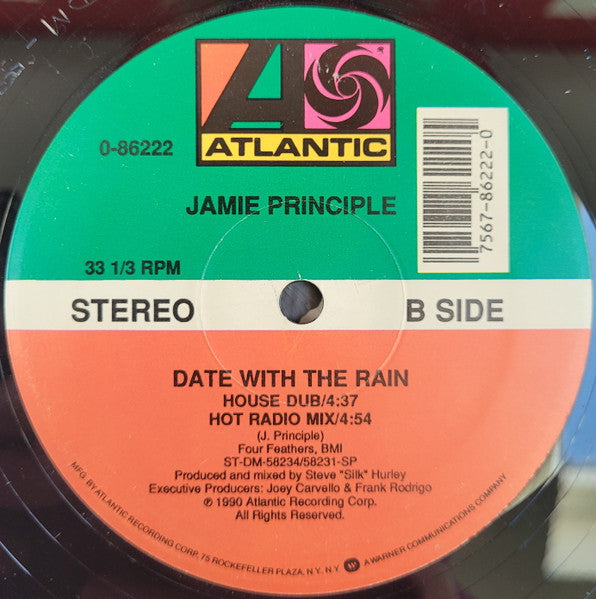 ATLANTIC
0-86222
7567-86222-0
JAMIE PRINCIPLE
33 1/3 RPM
STEREO
B SIDE
DATE WITH THE RAIN
HOUSE DUB/4:37
HOT RADIO MIX/4:54
(J. Principle)
Four Feathers, BMI
ST-DM-58234/58231-SP
Produced and mixed by Steve "Silk" Hurley
Executive Producers: Joey Carvello & Frank Rodrigo
℗ 1990 Atlantic Recording Corp.
All Rights Reserved.
MFG. BY ATLANTIC RECORDING CORP., 75 ROCKEFELLER PLAZA, N.Y. N.Y. W A WARNER COMMUNICATIONS COMPANY